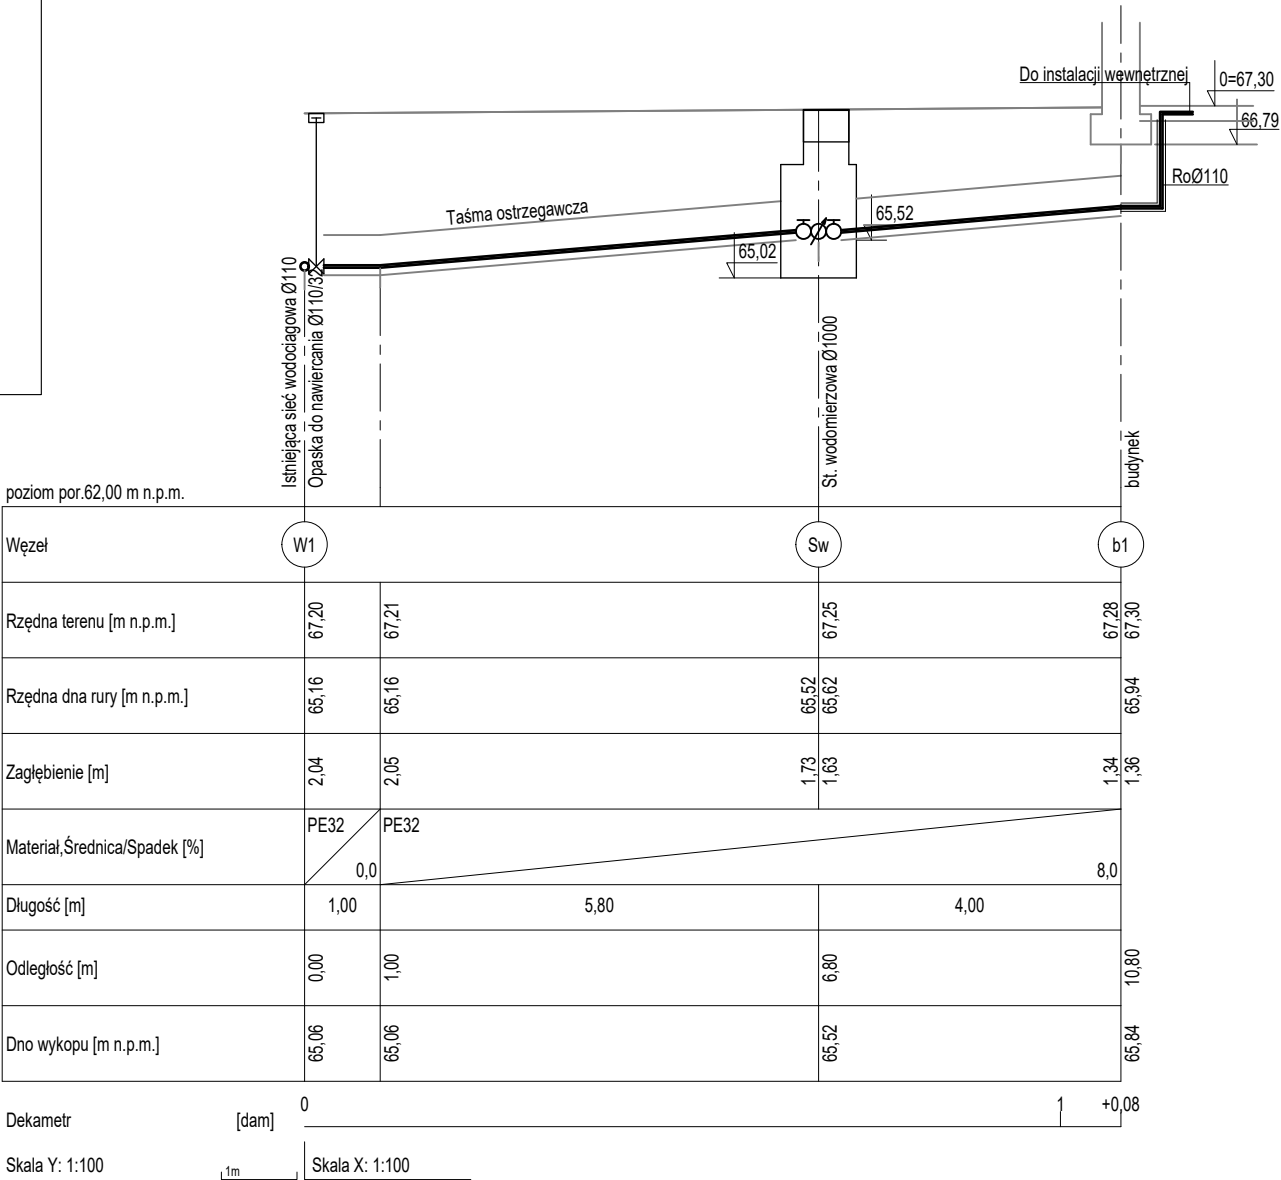 Do instalacji wewnętrznej
0=67,30
66,79
RoØ110
Taśma ostrzegawcza
65,52
65,02
Istniejąca sieć wodociągowa Ø110
Opaska do nawiercania Ø110/32
St. wodomierzowa Ø1000
budynek
poziom por.62,00 m n.p.m.
Węzeł W1 Sw b1
Rzędna terenu [m n.p.m.] 67,20 67,21 67,25 67,28 67,30
Rzędna dna rury [m n.p.m.] 65,16 65,16 65,52 65,62 65,94
Zagłębienie [m] 2,04 2,05 1,73 1,63 1,34 1,36
Materiał,Średnica/Spadek [%] PE32 0,0 PE32 8,0
Długość [m] 1,00 5,80 4,00
Odległość [m] 0,00 1,00 6,80 10,80
Dno wykopu [m n.p.m.] 65,06 65,06 65,52 65,84
Dekametr [dam] 0 1 +0,08
Skala Y: 1:100 1m Skala X: 1:100